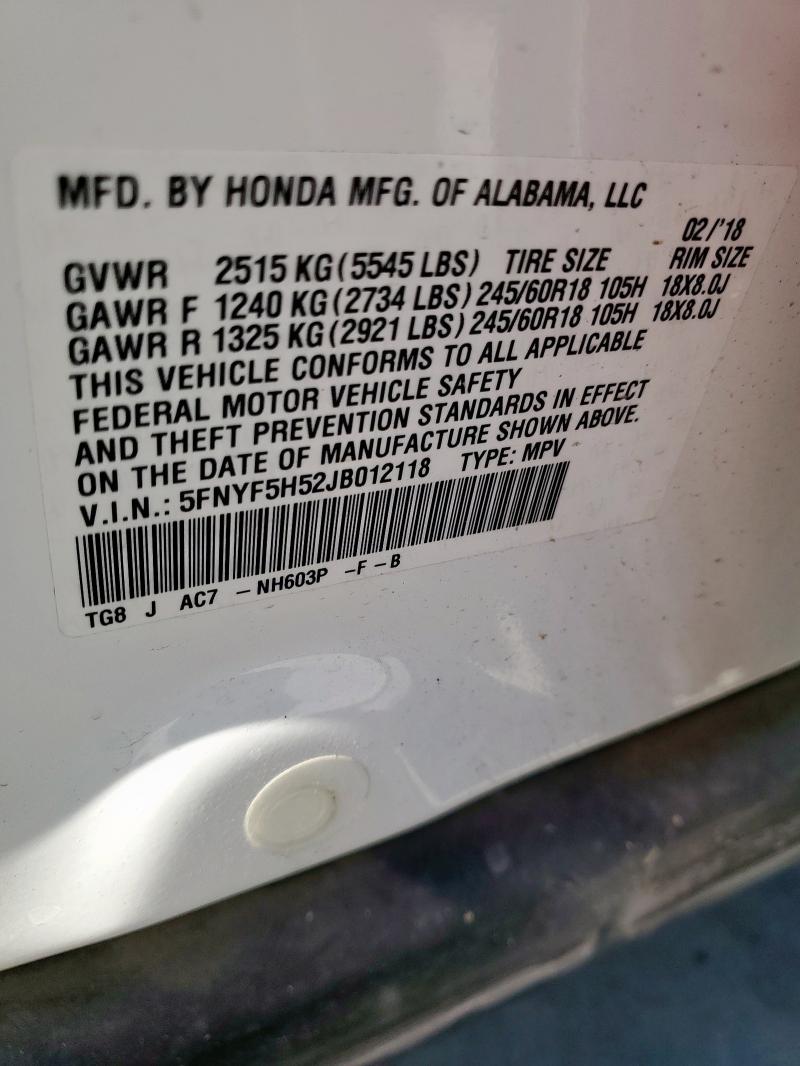 MFD. BY HONDA MFG. OF ALABAMA, LLC
02/'18
GVWR 2515 KG(5545 LBS) TIRE SIZE RIM SIZE
GAWR F 1240 KG(2734 LBS) 245/60R18 105H 18X8.0J
GAWR R 1325 KG(2921 LBS) 245/60R18 105H 18X8.0J
THIS VEHICLE CONFORMS TO ALL APPLICABLE
FEDERAL MOTOR VEHICLE SAFETY
AND THEFT PREVENTION STANDARDS IN EFFECT
ON THE DATE OF MANUFACTURE SHOWN ABOVE.
V.I.N.: 5FNYF5H52JB012118 TYPE: MPV
TG8 J AC7 -NH603P -F-B